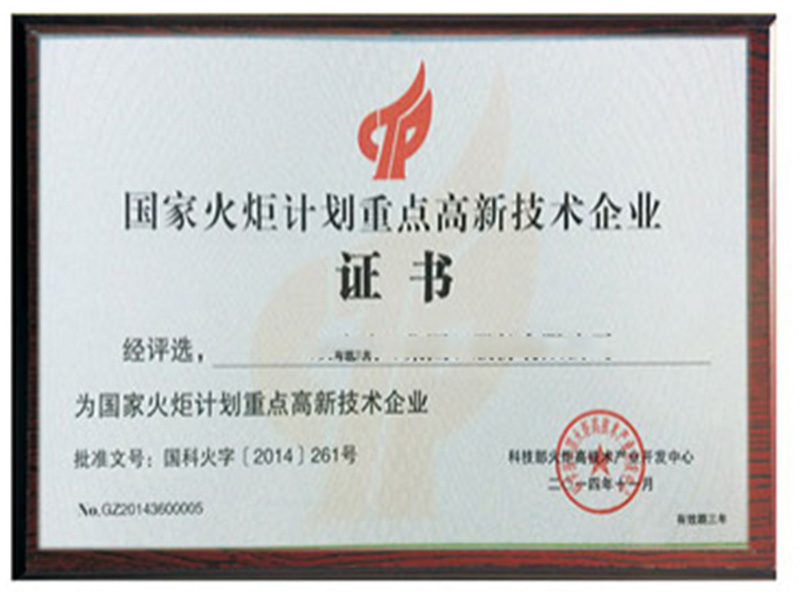 国家火炬计划重点高新技术企业
证书
经评选，
为国家火炬计划重点高新技术企业
批准文号：国科火字〔2014〕261号
科技部火炬高技术产业开发中心
二〇一四年十一月
No.GZ20143600005
有效期三年